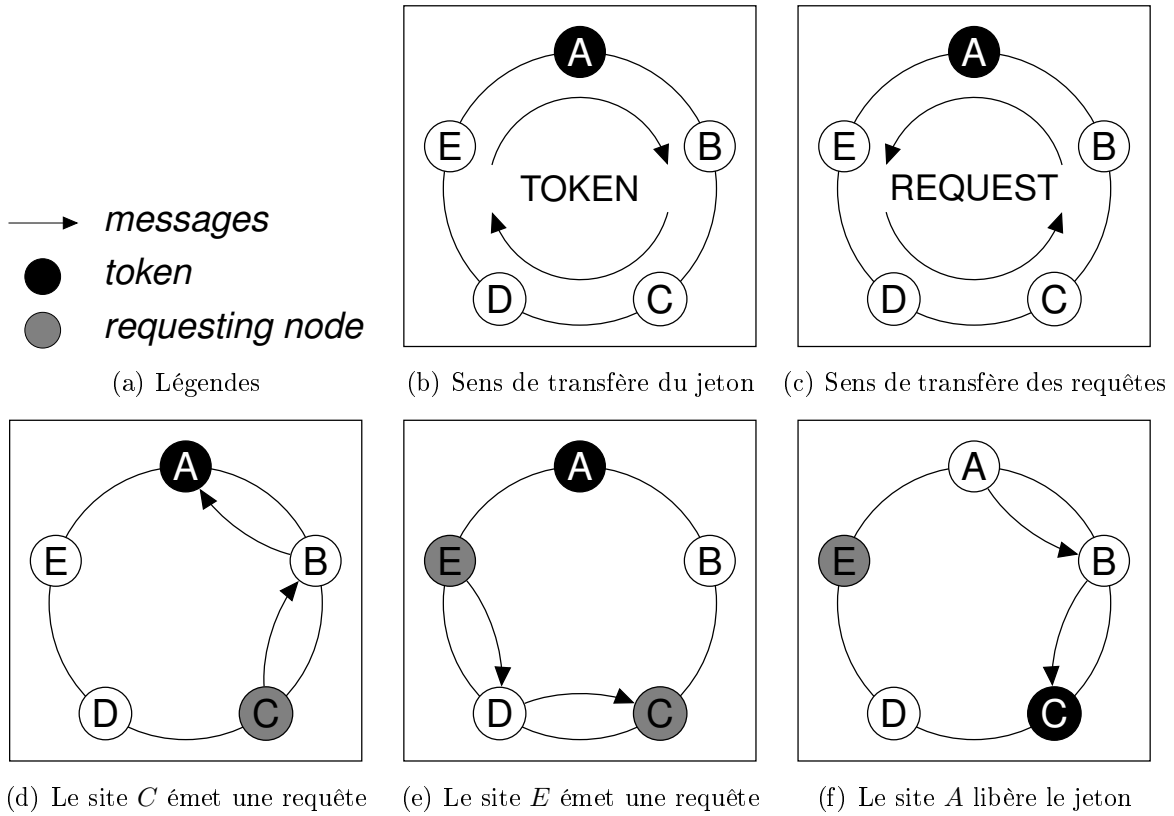 messages
token
requesting node
(a) Légendes
A
E
B
TOKEN
D
C
(b) Sens de transfère du jeton
A
E
B
REQUEST
D
C
(c) Sens de transfère des requêtes
A
E
B
D
C
(d) Le site C émet une requête
A
E
B
D
C
(e) Le site E émet une requête
A
E
B
D
C
(f) Le site A libère le jeton